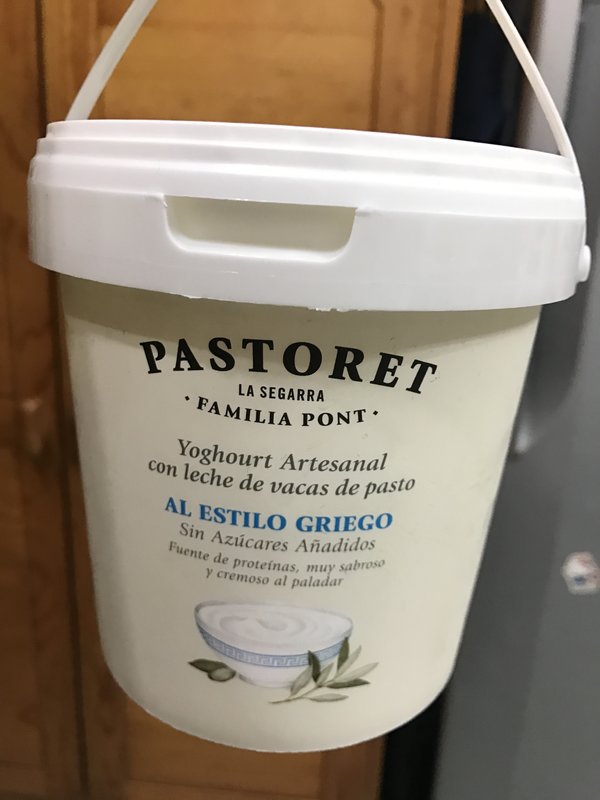 PASTORET
LA SEGARRA
· FAMILIA PONT ·
Yoghourt Artesanal
con leche de vacas de pasto
AL ESTILO GRIEGO
Sin Azúcares Añadidos
Fuente de proteínas, muy sabroso
y cremoso al paladar